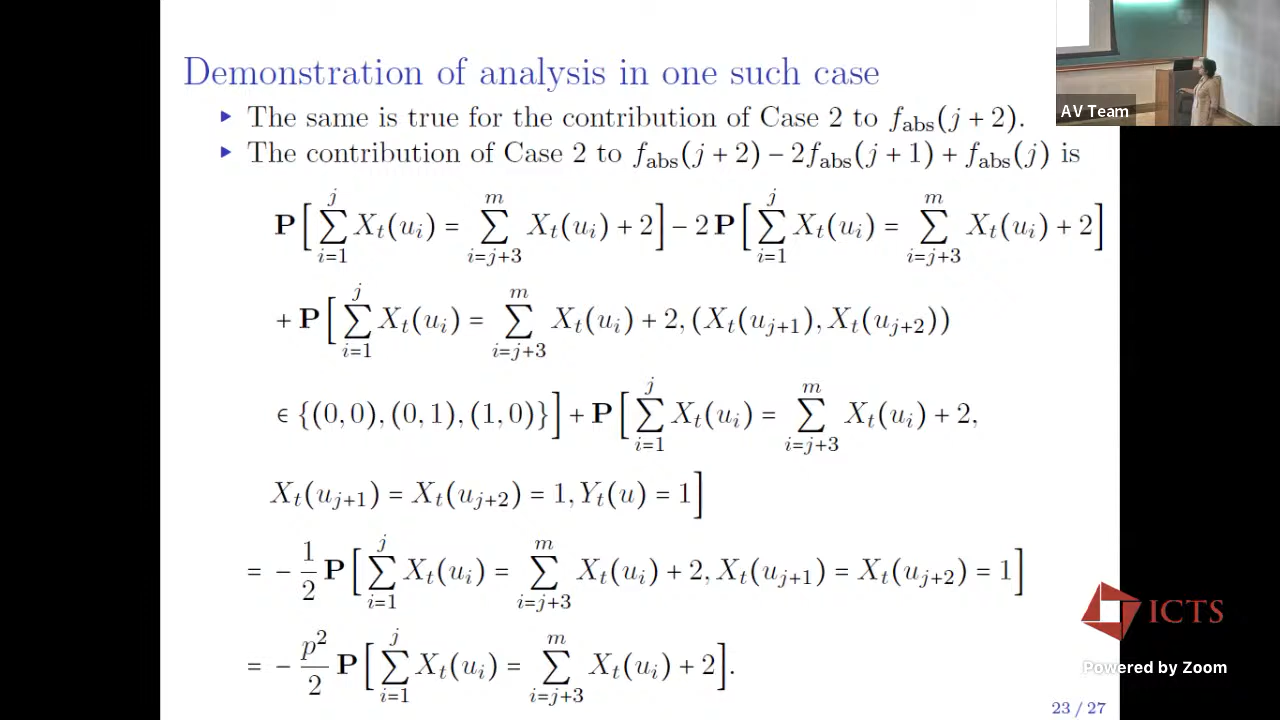 Demonstration of analysis in one such case
▸ The same is true for the contribution of Case 2 to f_abs(j + 2).
▸ The contribution of Case 2 to f_abs(j + 2) − 2f_abs(j + 1) + f_abs(j) is
P[∑_{i=1}^{j} X_t(u_i) = ∑_{i=j+3}^{m} X_t(u_i) + 2] − 2 P[∑_{i=1}^{j} X_t(u_i) = ∑_{i=j+3}^{m} X_t(u_i) + 2]
+ P[∑_{i=1}^{j} X_t(u_i) = ∑_{i=j+3}^{m} X_t(u_i) + 2, (X_t(u_{j+1}), X_t(u_{j+2}))
∈ {(0, 0), (0, 1), (1, 0)}] + P[∑_{i=1}^{j} X_t(u_i) = ∑_{i=j+3}^{m} X_t(u_i) + 2,
X_t(u_{j+1}) = X_t(u_{j+2}) = 1, Y_t(u) = 1]
= − 1/2 P[∑_{i=1}^{j} X_t(u_i) = ∑_{i=j+3}^{m} X_t(u_i) + 2, X_t(u_{j+1}) = X_t(u_{j+2}) = 1]
= − p²/2 P[∑_{i=1}^{j} X_t(u_i) = ∑_{i=j+3}^{m} X_t(u_i) + 2].
23 / 27
AV Team
ICTS
Powered by Zoom